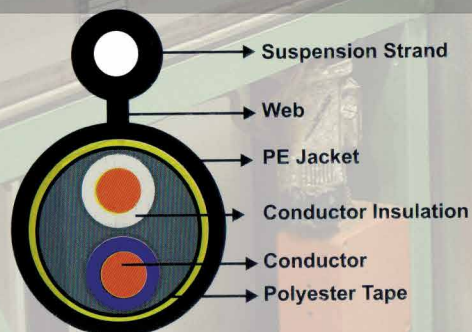 Suspension Strand
Web
PE Jacket
Conductor Insulation
Conductor
Polyester Tape